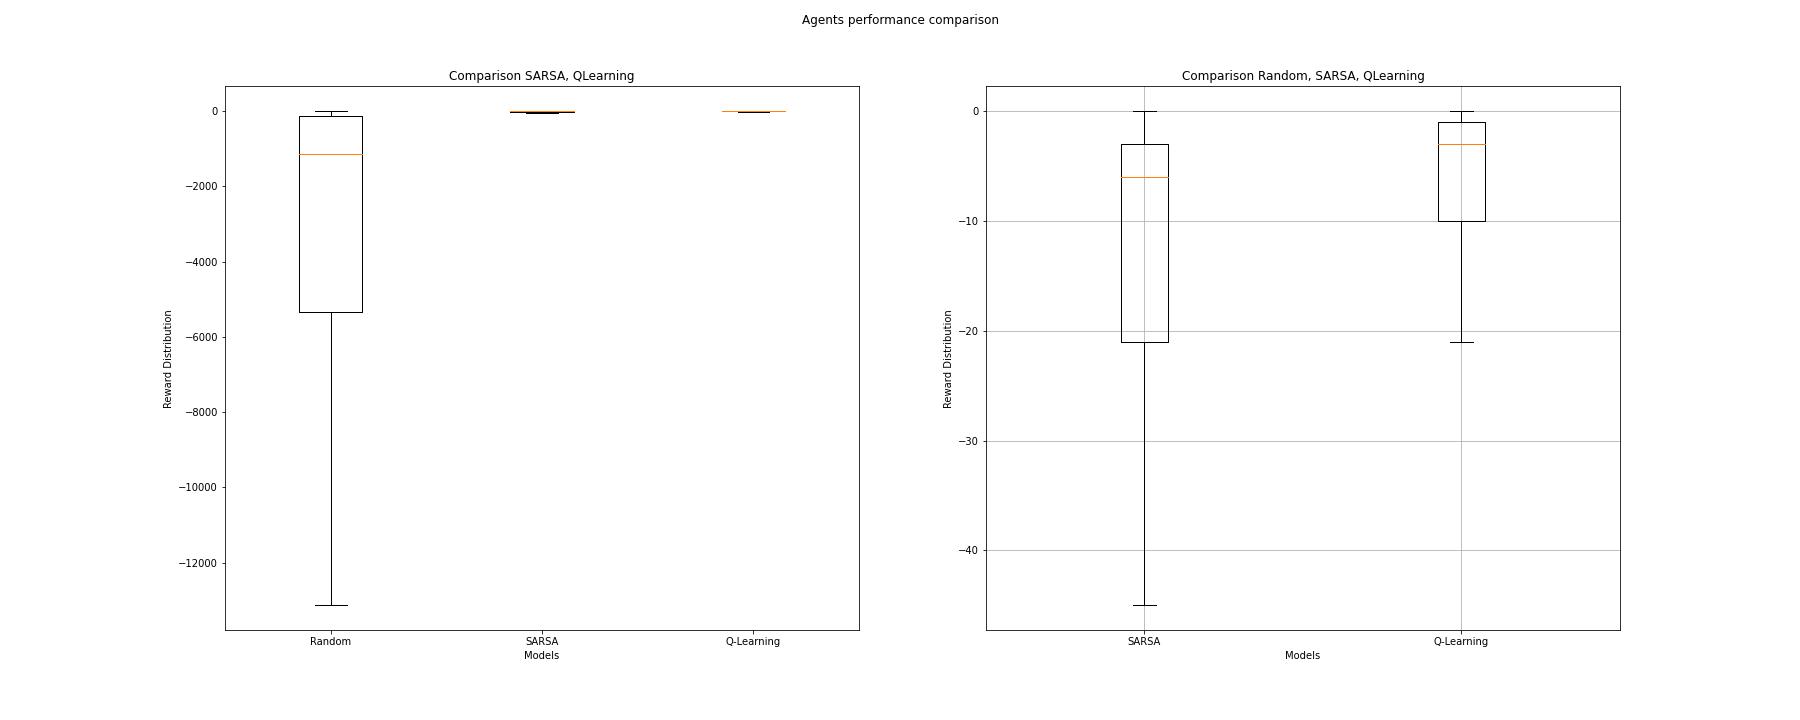 Agents performance comparison
Comparison SARSA, QLearning
0
−2000
−4000
−6000
−8000
−10000
−12000
Reward Distribution
Random
SARSA
Q-Learning
Models
Comparison Random, SARSA, QLearning
0
−10
−20
−30
−40
Reward Distribution
SARSA
Q-Learning
Models